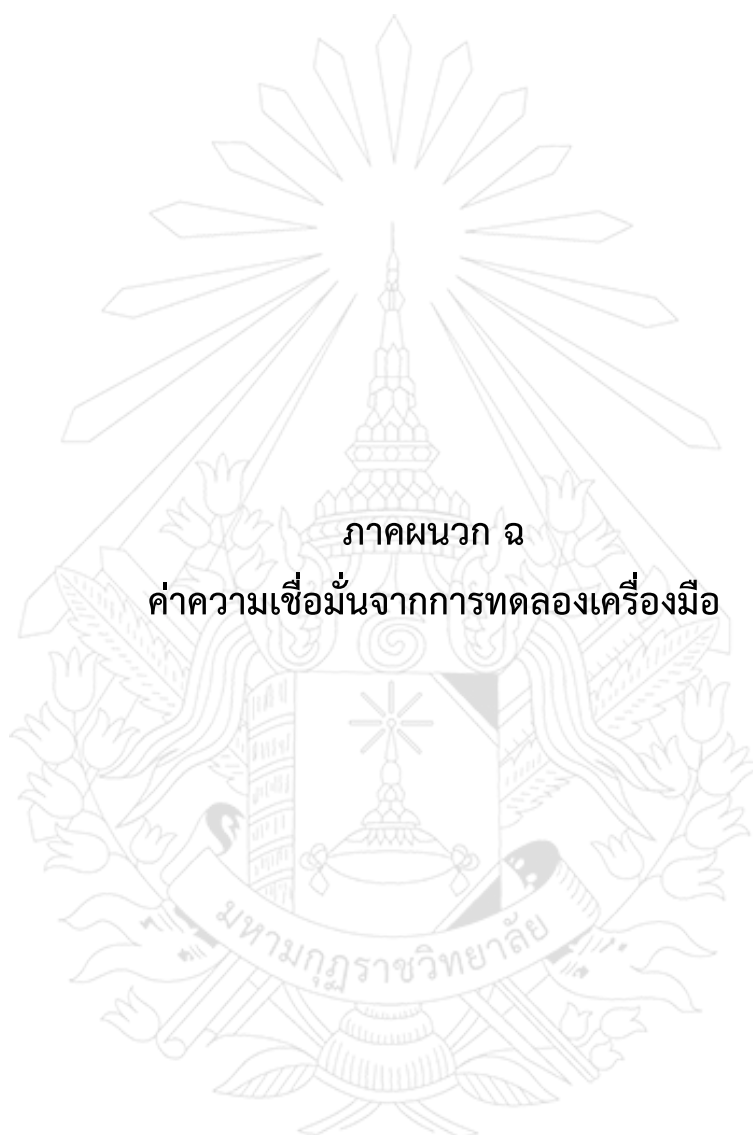 ภาคผนวก ฉ
ค่าความเชื่อมั่นจากการทดลองเครื่องมือ
มหามกุฏราชวิทยาลัย